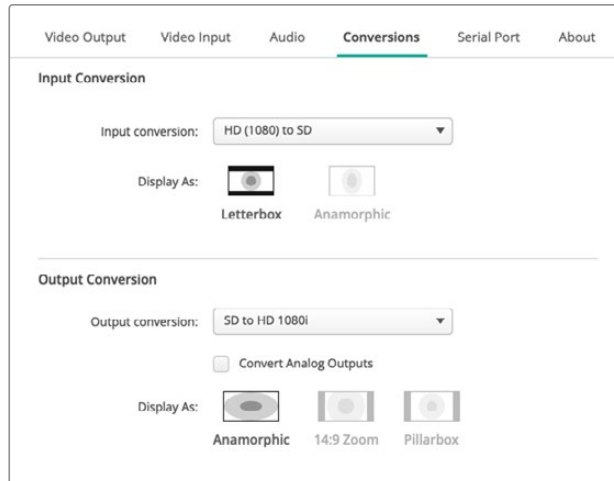 Video Output Video Input Audio Conversions Serial Port About
Input Conversion
Input conversion: HD (1080) to SD
Display As:
Letterbox Anamorphic
Output Conversion
Output conversion: SD to HD 1080i
Convert Analog Outputs
Display As:
Anamorphic 14:9 Zoom Pillarbox